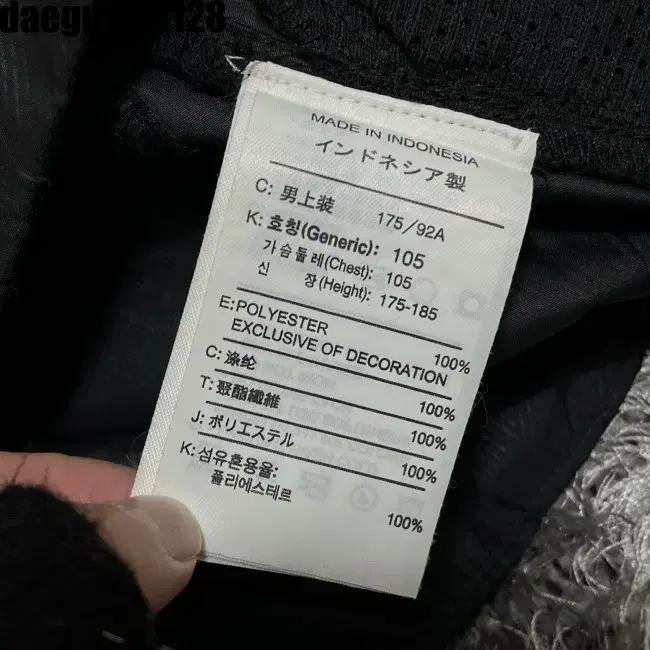 MADE IN INDONESIA
インドネシア製
C: 男上装 175/92A
K: 호칭(Generic): 105
가슴둘레(Chest): 105
신 장(Height): 175-185
E:POLYESTER 100%
EXCLUSIVE OF DECORATION
C: 涤纶 100%
T: 聚酯纖維 100%
J: ポリエステル 100%
K: 섬유혼용율:
폴리에스테르 100%